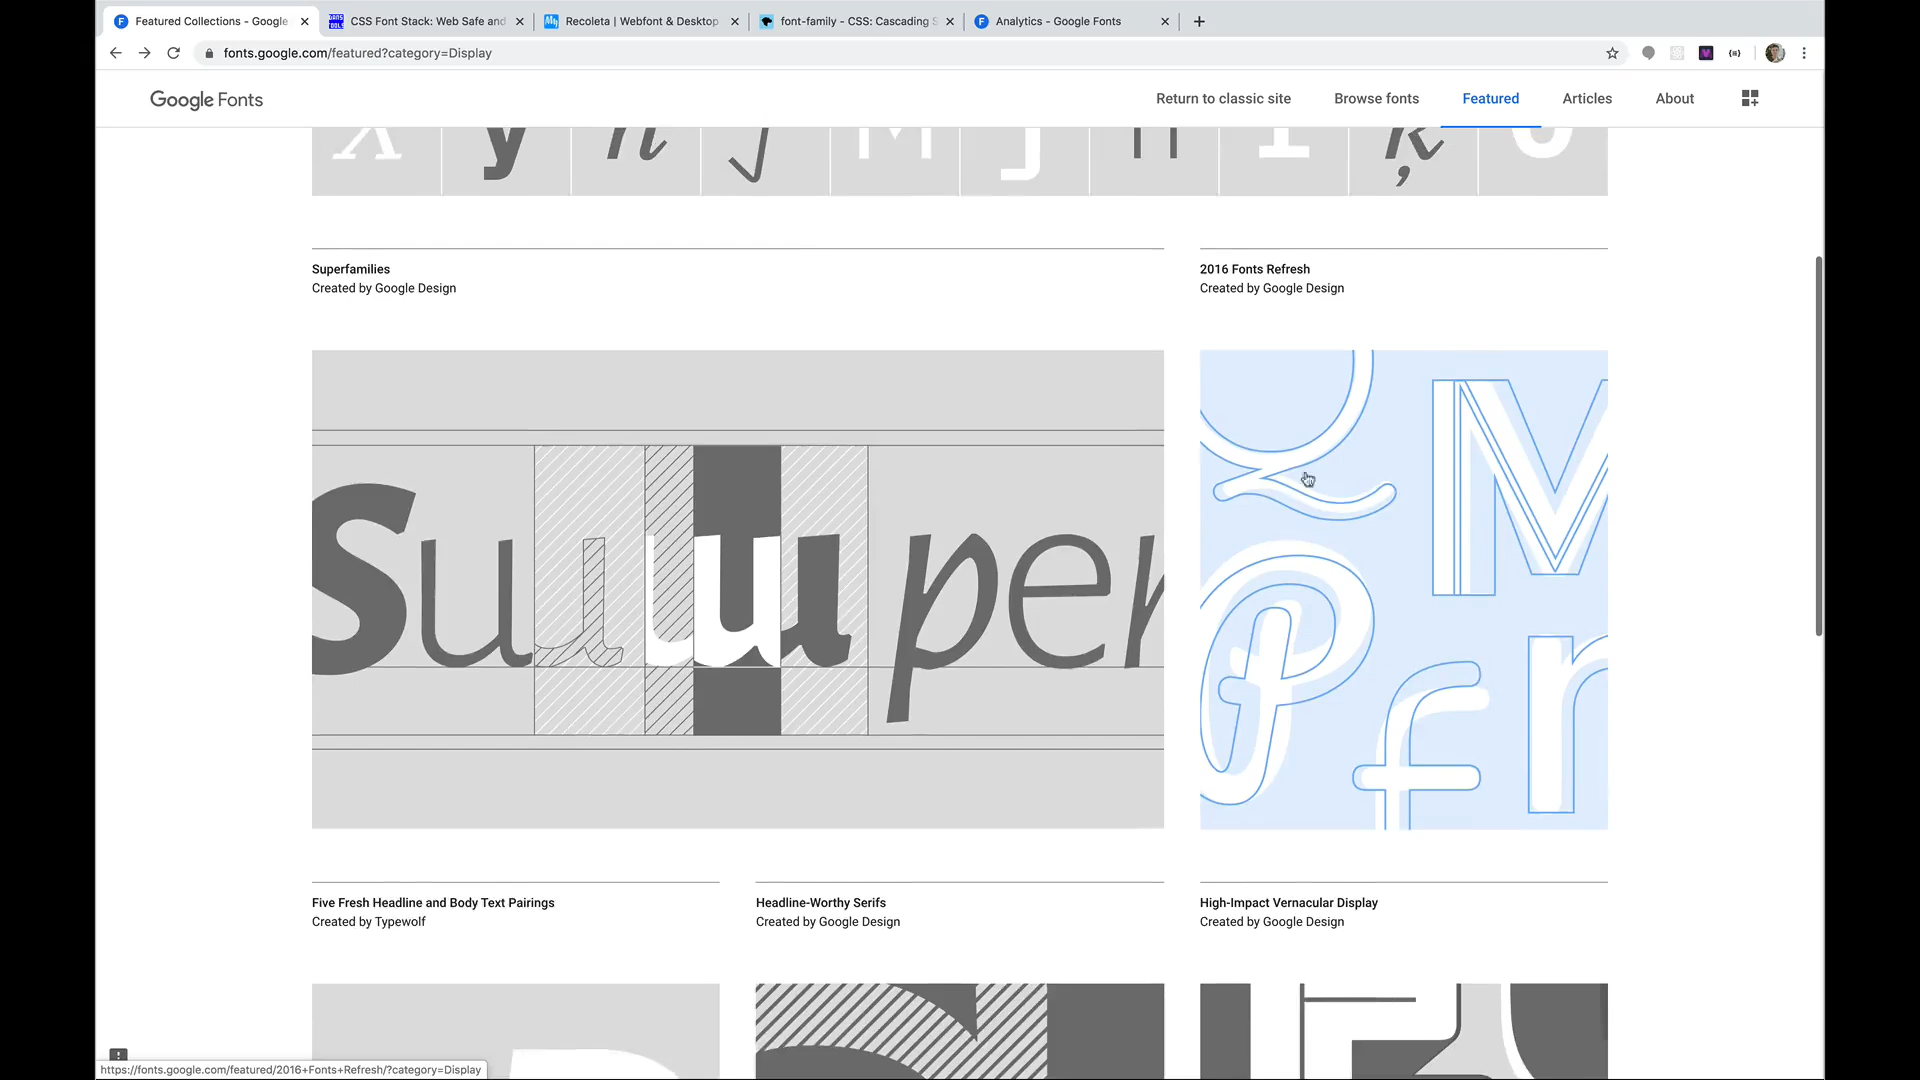 Featured Collections - Google
CSS Font Stack: Web Safe and
Recoleta | Webfont & Desktop
font-family - CSS: Cascading S
Analytics - Google Fonts
fonts.google.com/featured?category=Display
Google Fonts
Return to classic site
Browse fonts
Featured
Articles
About
Superfamilies
Created by Google Design
2016 Fonts Refresh
Created by Google Design
Suuuuper
Q M
P f n
Five Fresh Headline and Body Text Pairings
Created by Typewolf
Headline-Worthy Serifs
Created by Google Design
High-Impact Vernacular Display
Created by Google Design
https://fonts.google.com/featured/2016+Fonts+Refresh/?category=Display